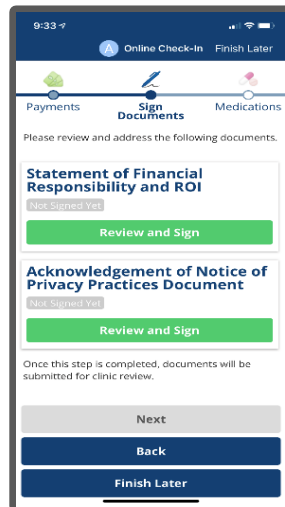 9:33
A Online Check-In Finish Later
Payments
Sign
Documents
Medications
Please review and address the following documents.
Statement of Financial
Responsibility and ROI
Not Signed Yet
Review and Sign
Acknowledgement of Notice of
Privacy Practices Document
Not Signed Yet
Review and Sign
Once this step is completed, documents will be
submitted for clinic review.
Next
Back
Finish Later